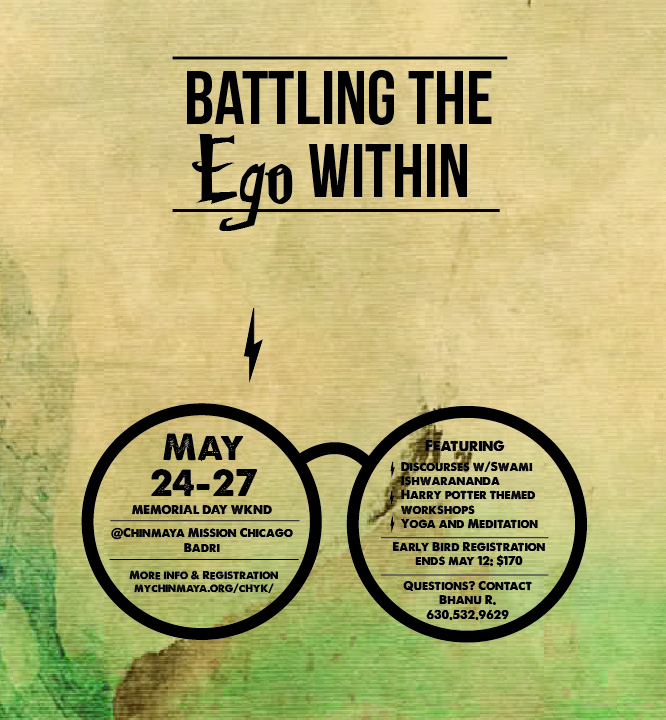 BATTLING THE
Ego WITHIN
MAY
24-27
MEMORIAL DAY WKND
@CHINMAYA MISSION CHICAGO
BADRI
MORE INFO & REGISTRATION
MYCHINMAYA.ORG/CHYK/
FEATURING
DISCOURSES W/SWAMI
ISHWARANANDA
HARRY POTTER THEMED
WORKSHOPS
YOGA AND MEDITATION
EARLY BIRD REGISTRATION
ENDS MAY 12: $170
QUESTIONS? CONTACT
BHANU R.
630.532.9629